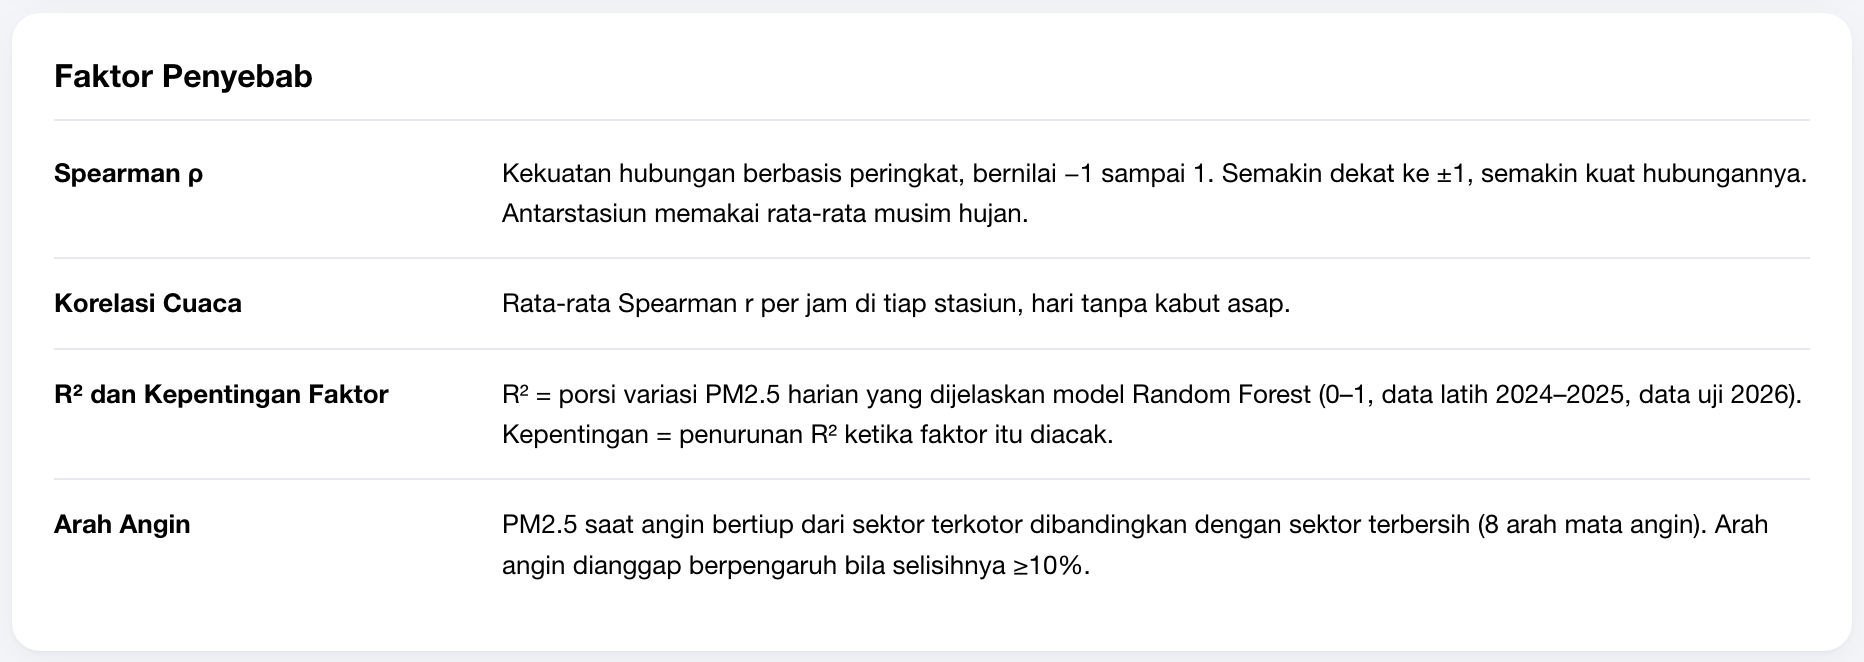 Faktor Penyebab
Spearman ρ
Kekuatan hubungan berbasis peringkat, bernilai −1 sampai 1. Semakin dekat ke ±1, semakin kuat hubungannya.
Antarstasiun memakai rata-rata musim hujan.
Korelasi Cuaca
Rata-rata Spearman r per jam di tiap stasiun, hari tanpa kabut asap.
R² dan Kepentingan Faktor
R² = porsi variasi PM2.5 harian yang dijelaskan model Random Forest (0–1, data latih 2024–2025, data uji 2026).
Kepentingan = penurunan R² ketika faktor itu diacak.
Arah Angin
PM2.5 saat angin bertiup dari sektor terkotor dibandingkan dengan sektor terbersih (8 arah mata angin). Arah
angin dianggap berpengaruh bila selisihnya ≥10%.